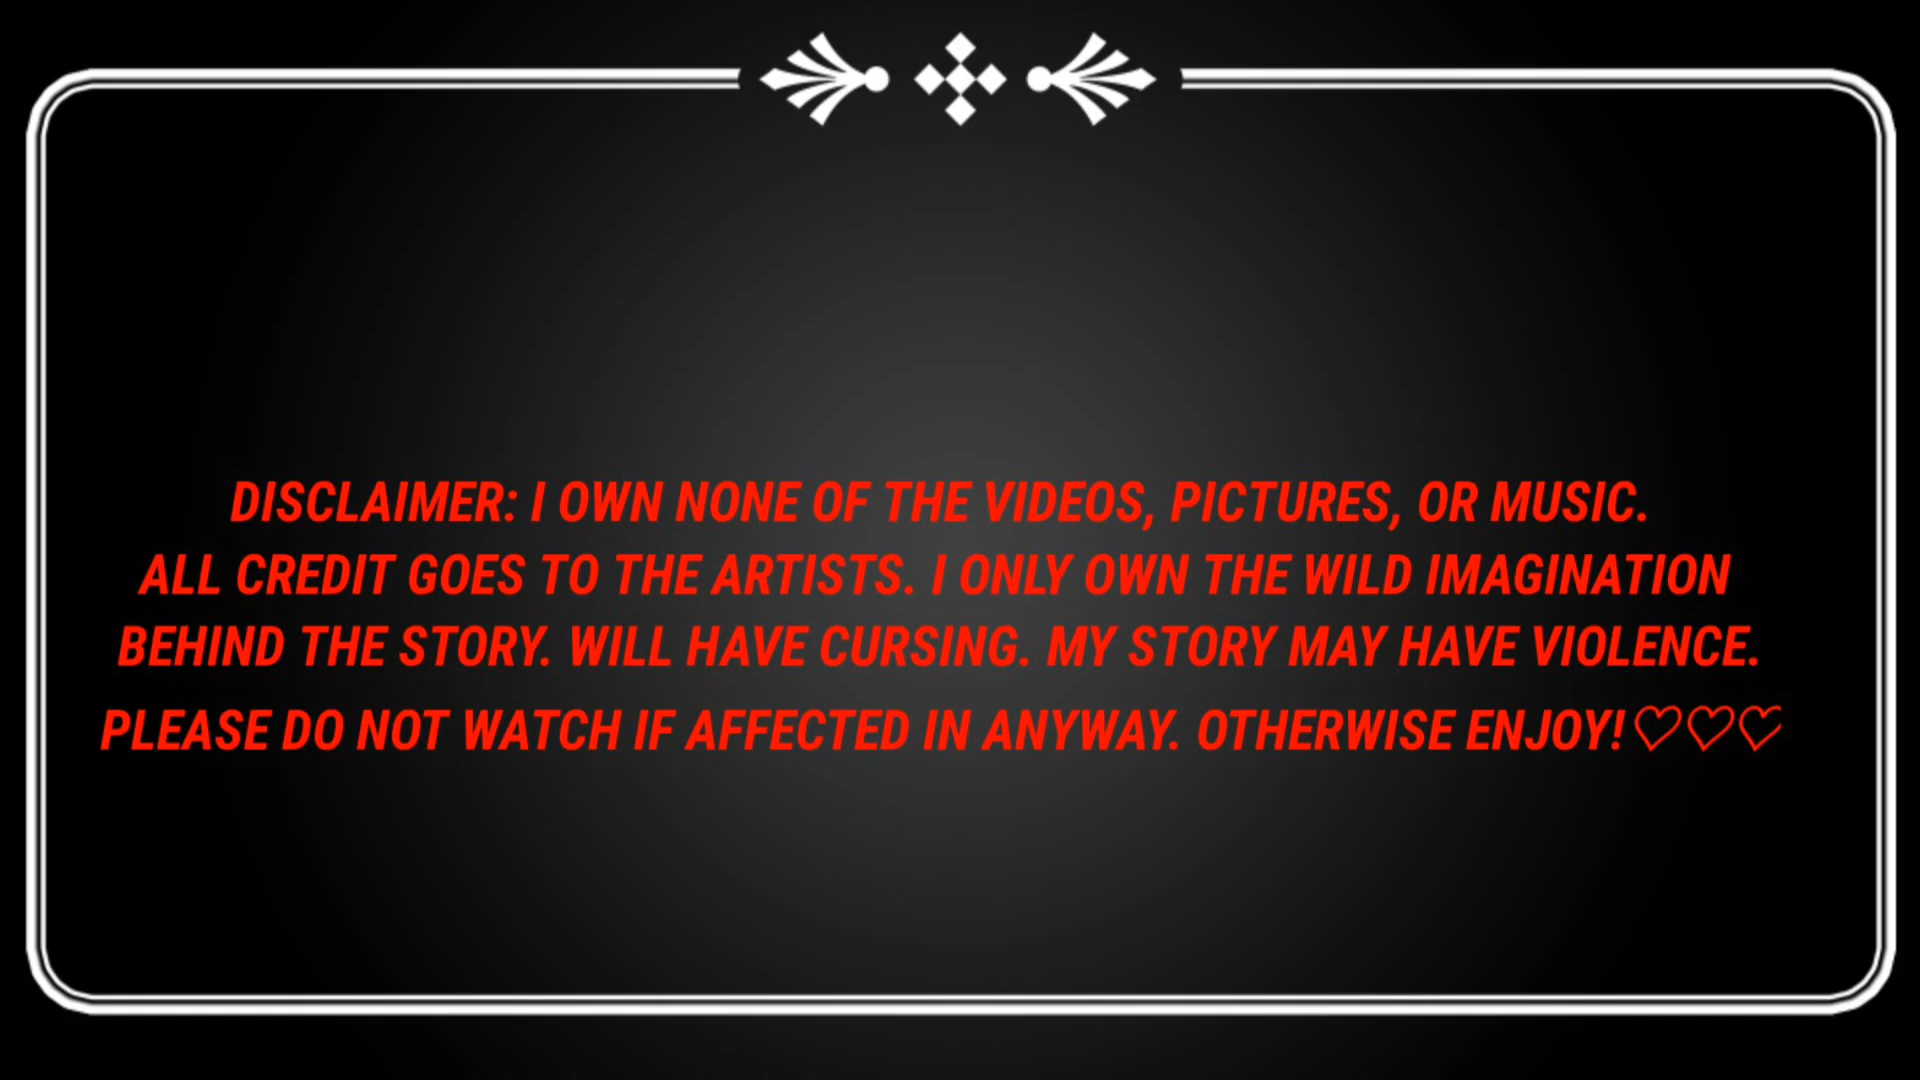 DISCLAIMER: I OWN NONE OF THE VIDEOS, PICTURES, OR MUSIC.
ALL CREDIT GOES TO THE ARTISTS. I ONLY OWN THE WILD IMAGINATION
BEHIND THE STORY. WILL HAVE CURSING. MY STORY MAY HAVE VIOLENCE.
PLEASE DO NOT WATCH IF AFFECTED IN ANYWAY. OTHERWISE ENJOY!♡♡♡